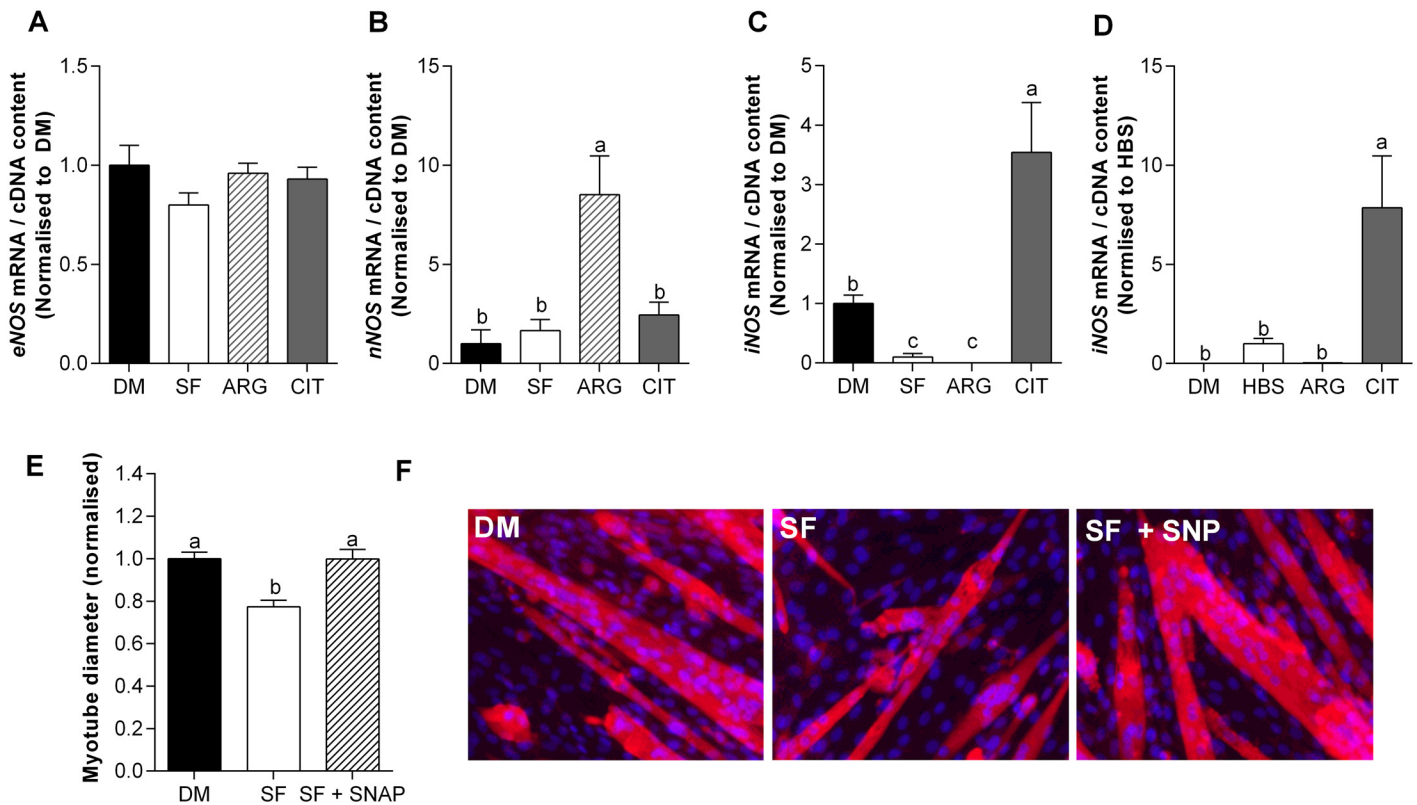 A
eNOS mRNA / cDNA content
(Normalised to DM)
1.5
1.0
0.5
0.0
DM SF ARG CIT
B
nNOS mRNA / cDNA content
(Normalised to DM)
15
10
5
0
b
b
a
b
DM SF ARG CIT
C
iNOS mRNA / cDNA content
(Normalised to DM)
5
4
3
2
1
0
b
c
c
a
DM SF ARG CIT
D
iNOS mRNA / cDNA content
(Normlised to HBS)
15
10
5
0
b
b
b
a
DM HBS ARG CIT
E
Myotube diameter (normalised)
1.4
1.2
1.0
0.8
0.6
0.4
0.2
0.0
a
b
a
DM SF SF + SNAP
F
DM
SF
SF + SNP